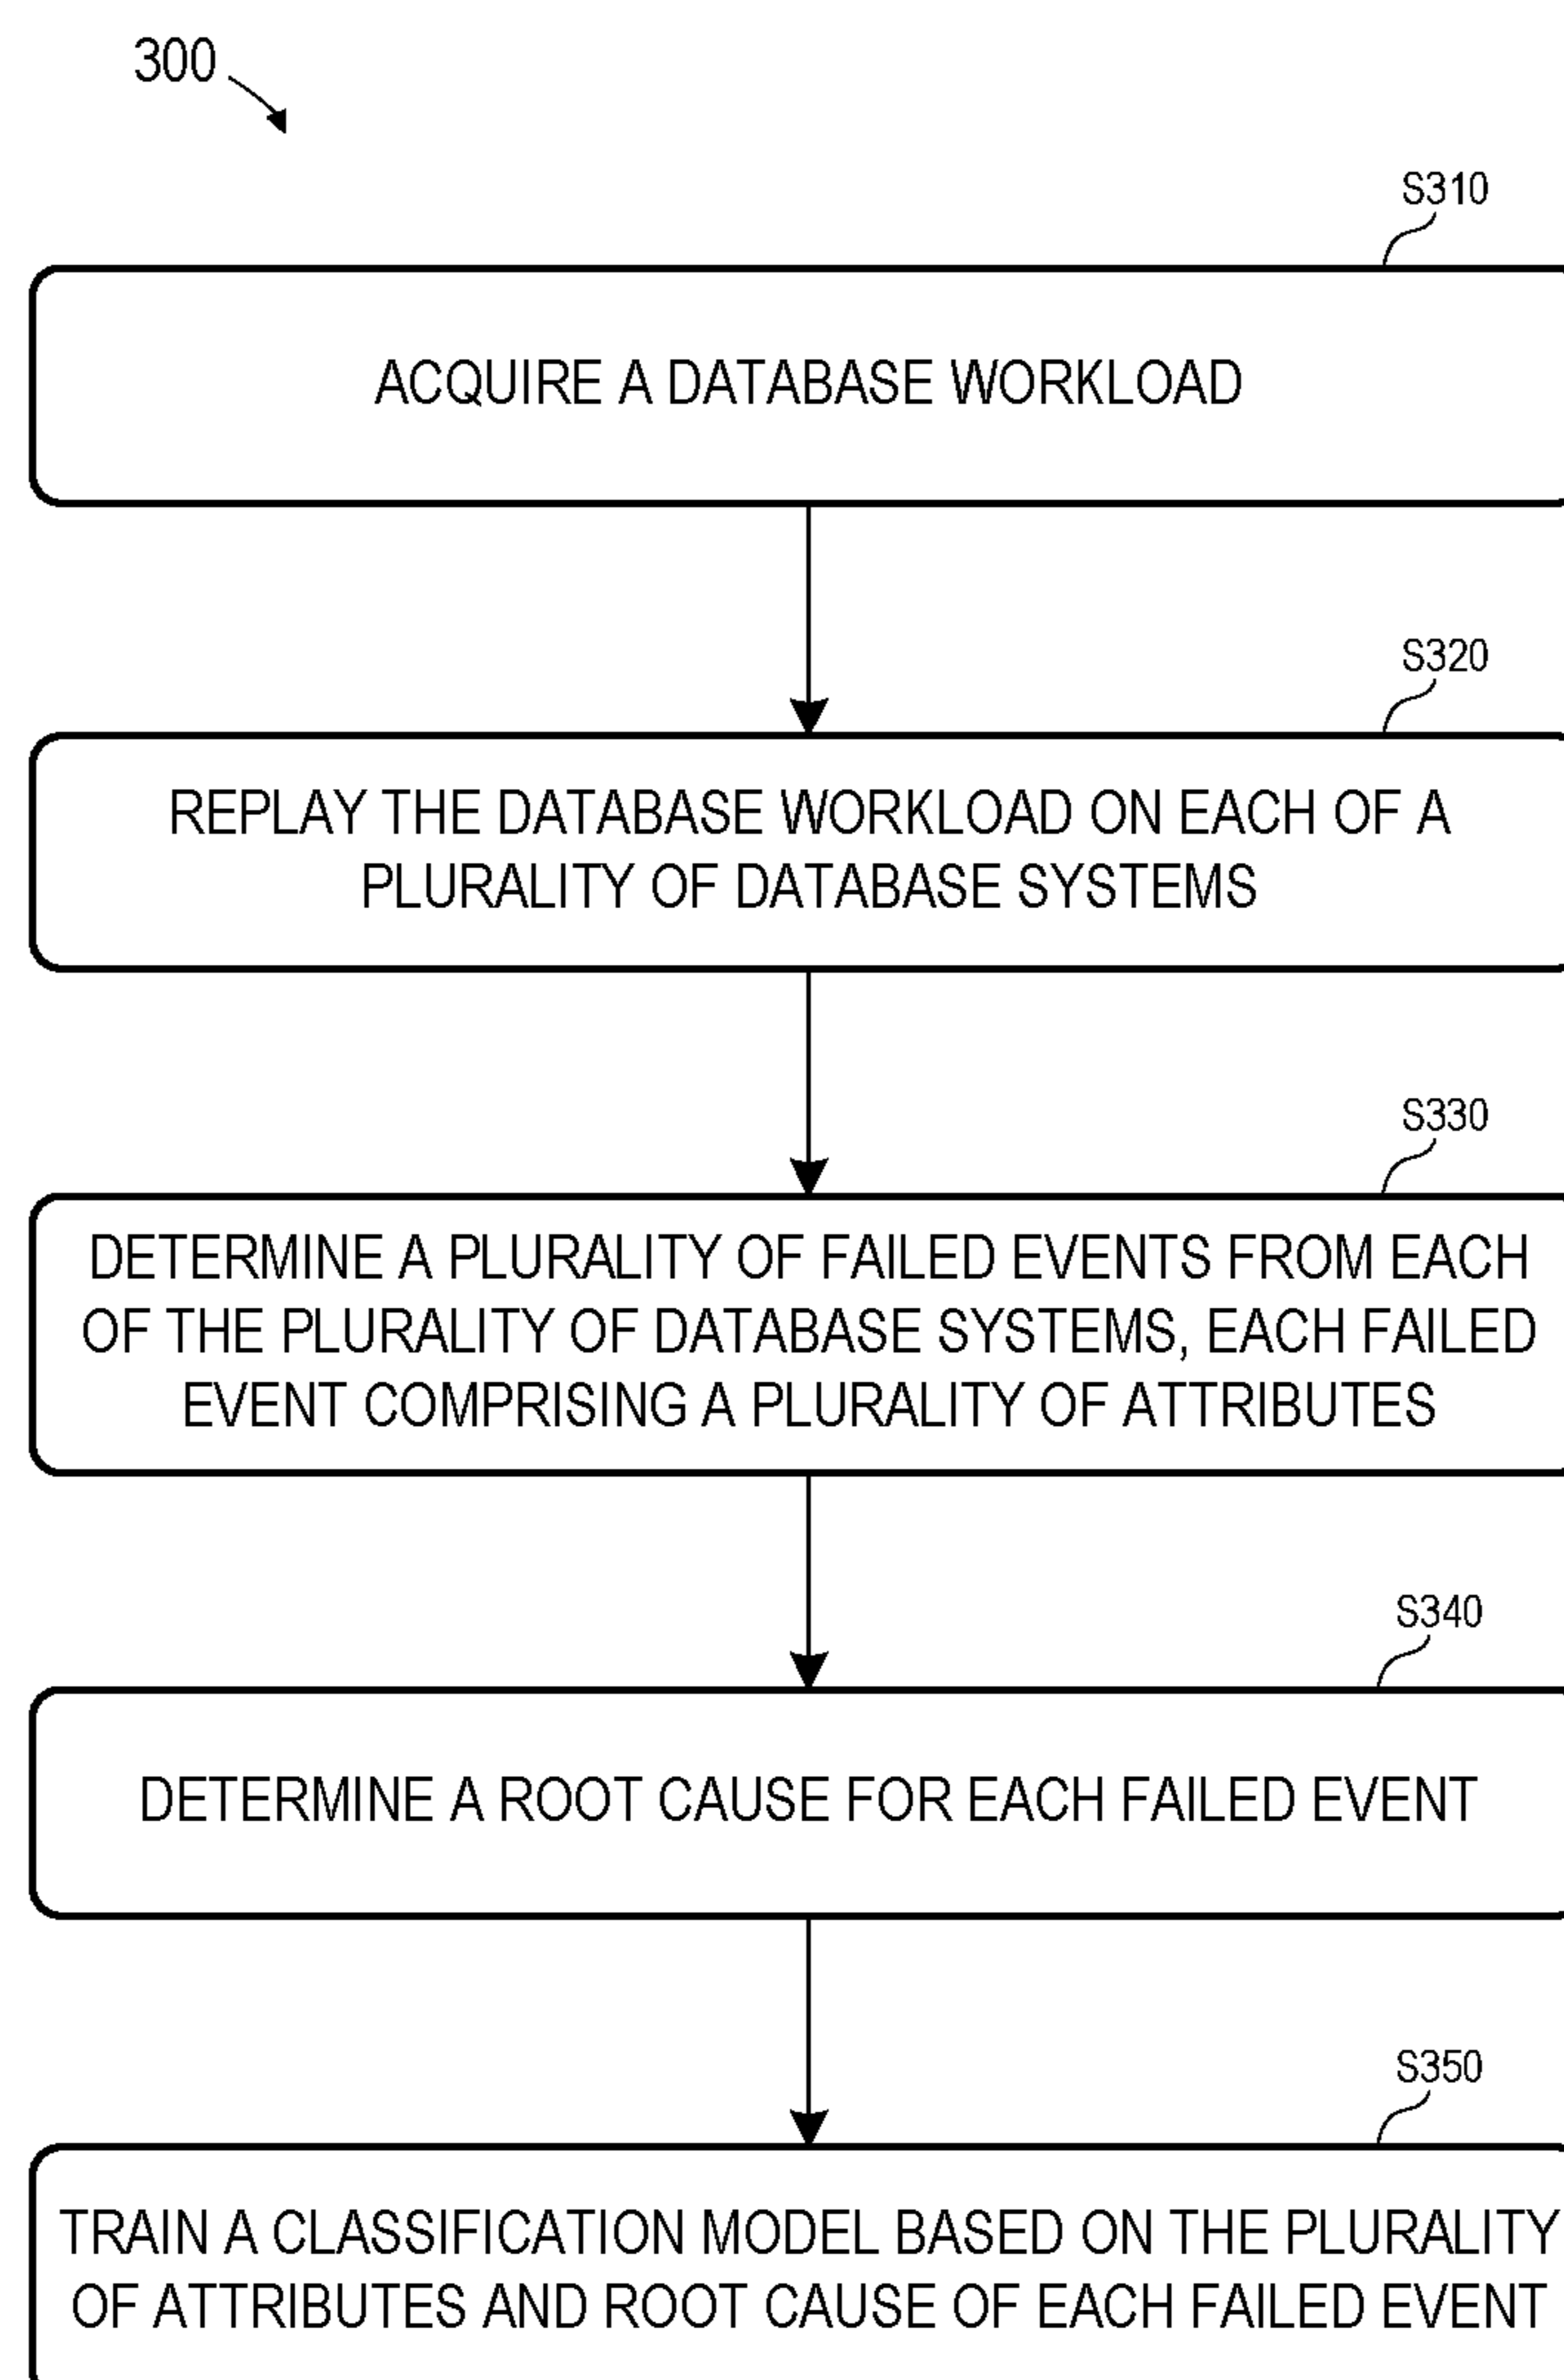 300
S310
ACQUIRE A DATABASE WORKLOAD
S320
REPLAY THE DATABASE WORKLOAD ON EACH OF A
PLURALITY OF DATABASE SYSTEMS
S330
DETERMINE A PLURALITY OF FAILED EVENTS FROM EACH
OF THE PLURALITY OF DATABASE SYSTEMS, EACH FAILED
EVENT COMPRISING A PLURALITY OF ATTRIBUTES
S340
DETERMINE A ROOT CAUSE FOR EACH FAILED EVENT
S350
TRAIN A CLASSIFICATION MODEL BASED ON THE PLURALITY
OF ATTRIBUTES AND ROOT CAUSE OF EACH FAILED EVENT